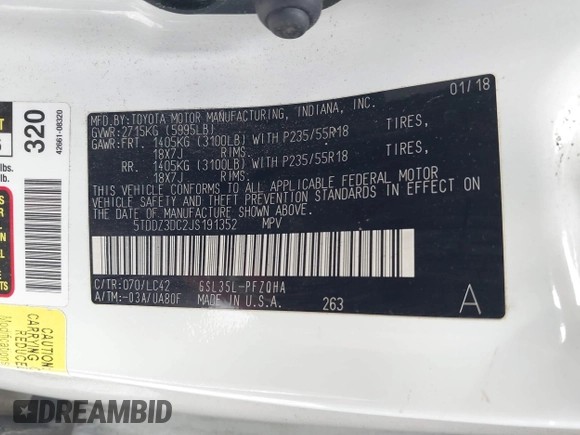 01/18
MFD.BY:TOYOTA MOTOR MANUFACTURING, INDIANA, INC.
GVWR: 2715KG (5995LB)
GAWR:FRT. 1405KG (3100LB) WITH P235/55R18 TIRES,
18X7J RIMS.
RR. 1405KG (3100LB) WITH P235/55R18 TIRES,
18X7J RIMS.
THIS VEHICLE CONFORMS TO ALL APPLICABLE FEDERAL MOTOR
VEHICLE SAFETY AND THEFT PREVENTION STANDARDS IN EFFECT ON
THE DATE OF MANUFACTURE SHOWN ABOVE.
5TDDZ3DC2JS191352 MPV
C/TR:070/LC42 GSL35L-PFZQHA
A/TM:-03A/UA80F MADE IN U.S.A. 263
A
320
42661-08320
lbs.
CAUTION:
CARRYING
REDUCE
Modifications
DREAMBID